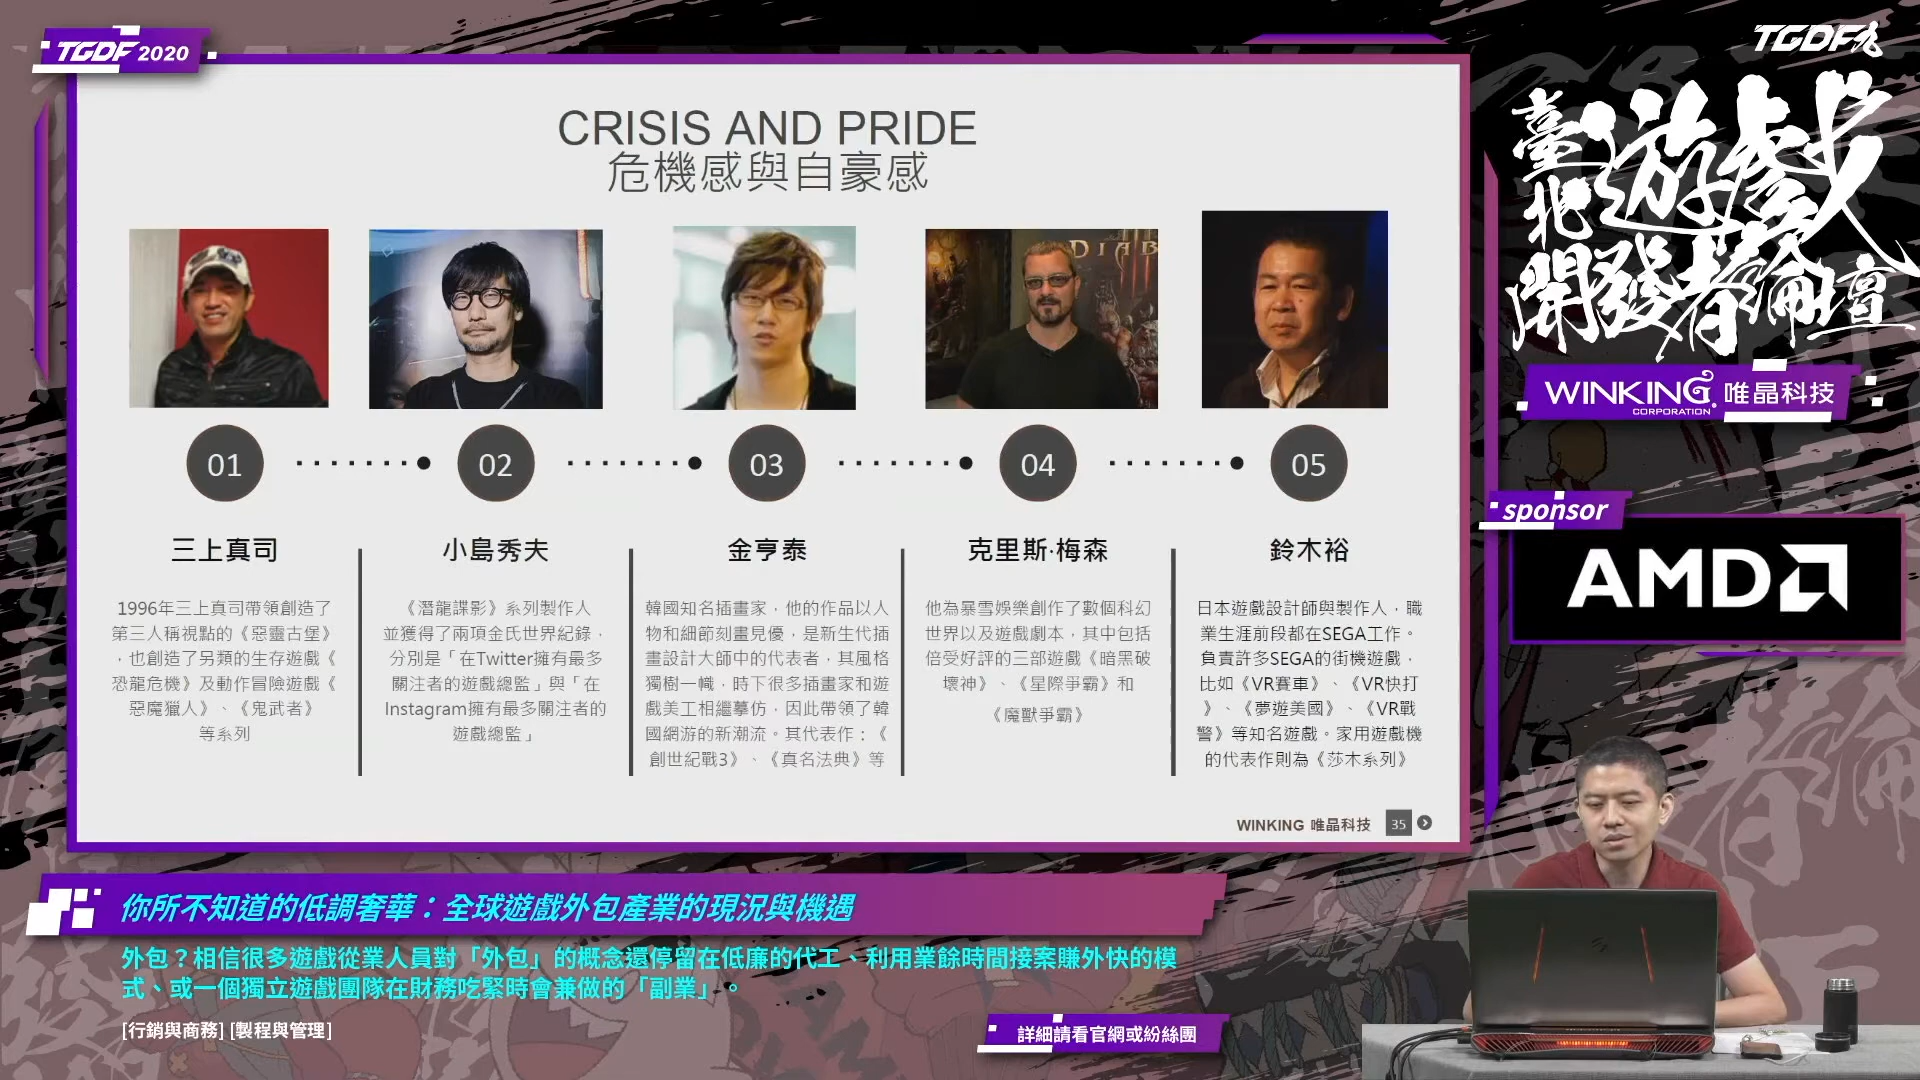 TGDF 2020
CRISIS AND PRIDE
危機感與自豪感
DIAB
01
02
03
04
05
三上真司
1996年三上真司帶領創造了
第三人稱視點的《惡靈古堡》
，也創造了另類的生存遊戲《
恐龍危機》及動作冒險遊戲《
惡魔獵人》、《鬼武者》
等系列
小島秀夫
《潛龍諜影》系列製作人
並獲得了兩項金氏世界紀錄，
分別是「在Twitter擁有最多
關注者的遊戲總監」與「在
Instagram擁有最多關注者的
遊戲總監」
金亨泰
韓國知名插畫家，他的作品以人
物和細節刻畫見優，是新生代插
畫設計大師中的代表者，其風格
獨樹一幟，時下很多插畫家和遊
戲美工相繼摹仿，因此帶領了韓
國網游的新潮流。其代表作：《
創世紀戰3》、《真名法典》等
克里斯·梅森
他為暴雪娛樂創作了數個科幻
世界以及遊戲劇本，其中包括
倍受好評的三部遊戲《暗黑破
壞神》、《星際爭霸》和
《魔獸爭霸》
鈴木裕
日本遊戲設計師與製作人，職
業生涯前段都在SEGA工作。
負責許多SEGA的街機遊戲，
比如《VR賽車》、《VR快打
》、《夢遊美國》、《VR戰
警》等知名遊戲。家用遊戲機
的代表作則為《莎木系列》
WINKING 唯晶科技 35
TGDF九
臺北遊戲開發者論壇
WINKING CORPORATION 唯晶科技
sponsor
AMD
你所不知道的低調奢華：全球遊戲外包產業的現況與機遇
外包？相信很多遊戲從業人員對「外包」的概念還停留在低廉的代工、利用業餘時間接案賺外快的模
式、或一個獨立遊戲團隊在財務吃緊時會兼做的「副業」。
[行銷與商務] [製程與管理]
詳細請看官網或紛絲團